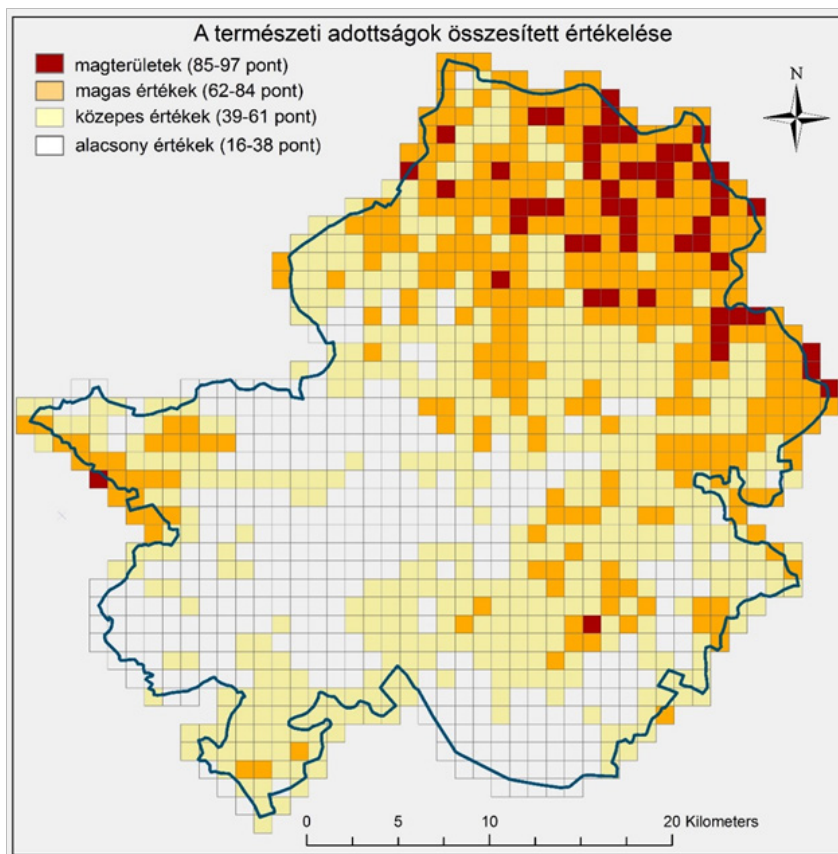 A természeti adottságok összesített értékelése
magterületek (85-97 pont)
magas értékek (62-84 pont)
közepes értékek (39-61 pont)
alacsony értékek (16-38 pont)
N
0 5 10 20 Kilometers